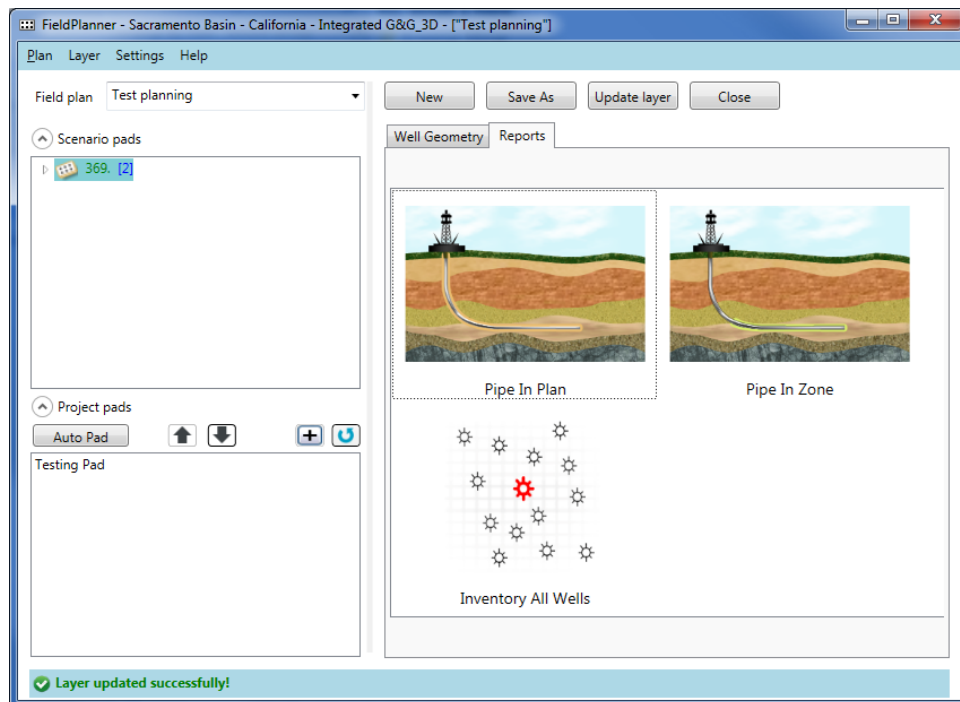 FieldPlanner - Sacramento Basin - California - Integrated G&G_3D - ["Test planning"]
Plan Layer Settings Help
Field plan Test planning
New Save As Update layer Close
Scenario pads
Well Geometry Reports
369. [2]
Pipe In Plan Pipe In Zone
Project pads
Auto Pad
Testing Pad
Inventory All Wells
Layer updated successfully!